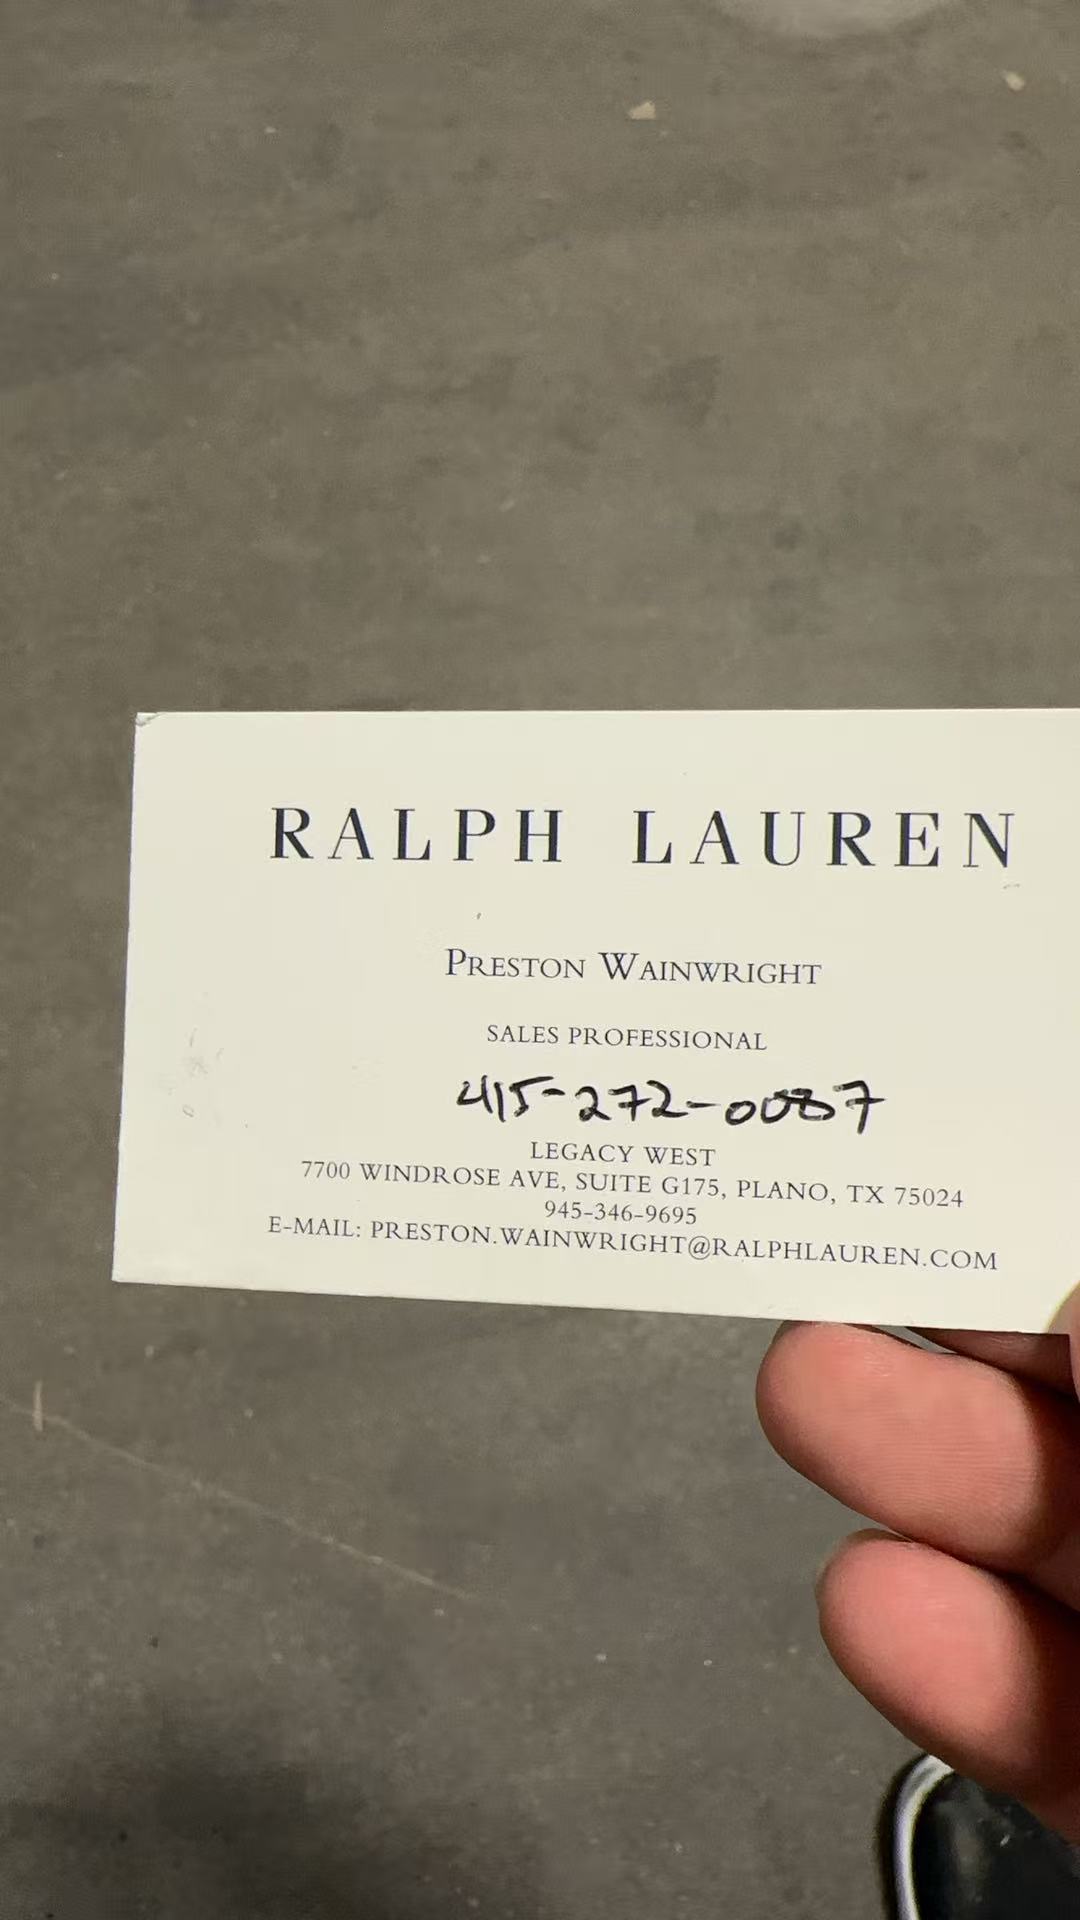 RALPH LAUREN
PRESTON WAINWRIGHT
SALES PROFESSIONAL
415-272-0087
LEGACY WEST
7700 WINDROSE AVE, SUITE G175, PLANO, TX 75024
945-346-9695
E-MAIL: PRESTON.WAINWRIGHT@RALPHLAUREN.COM